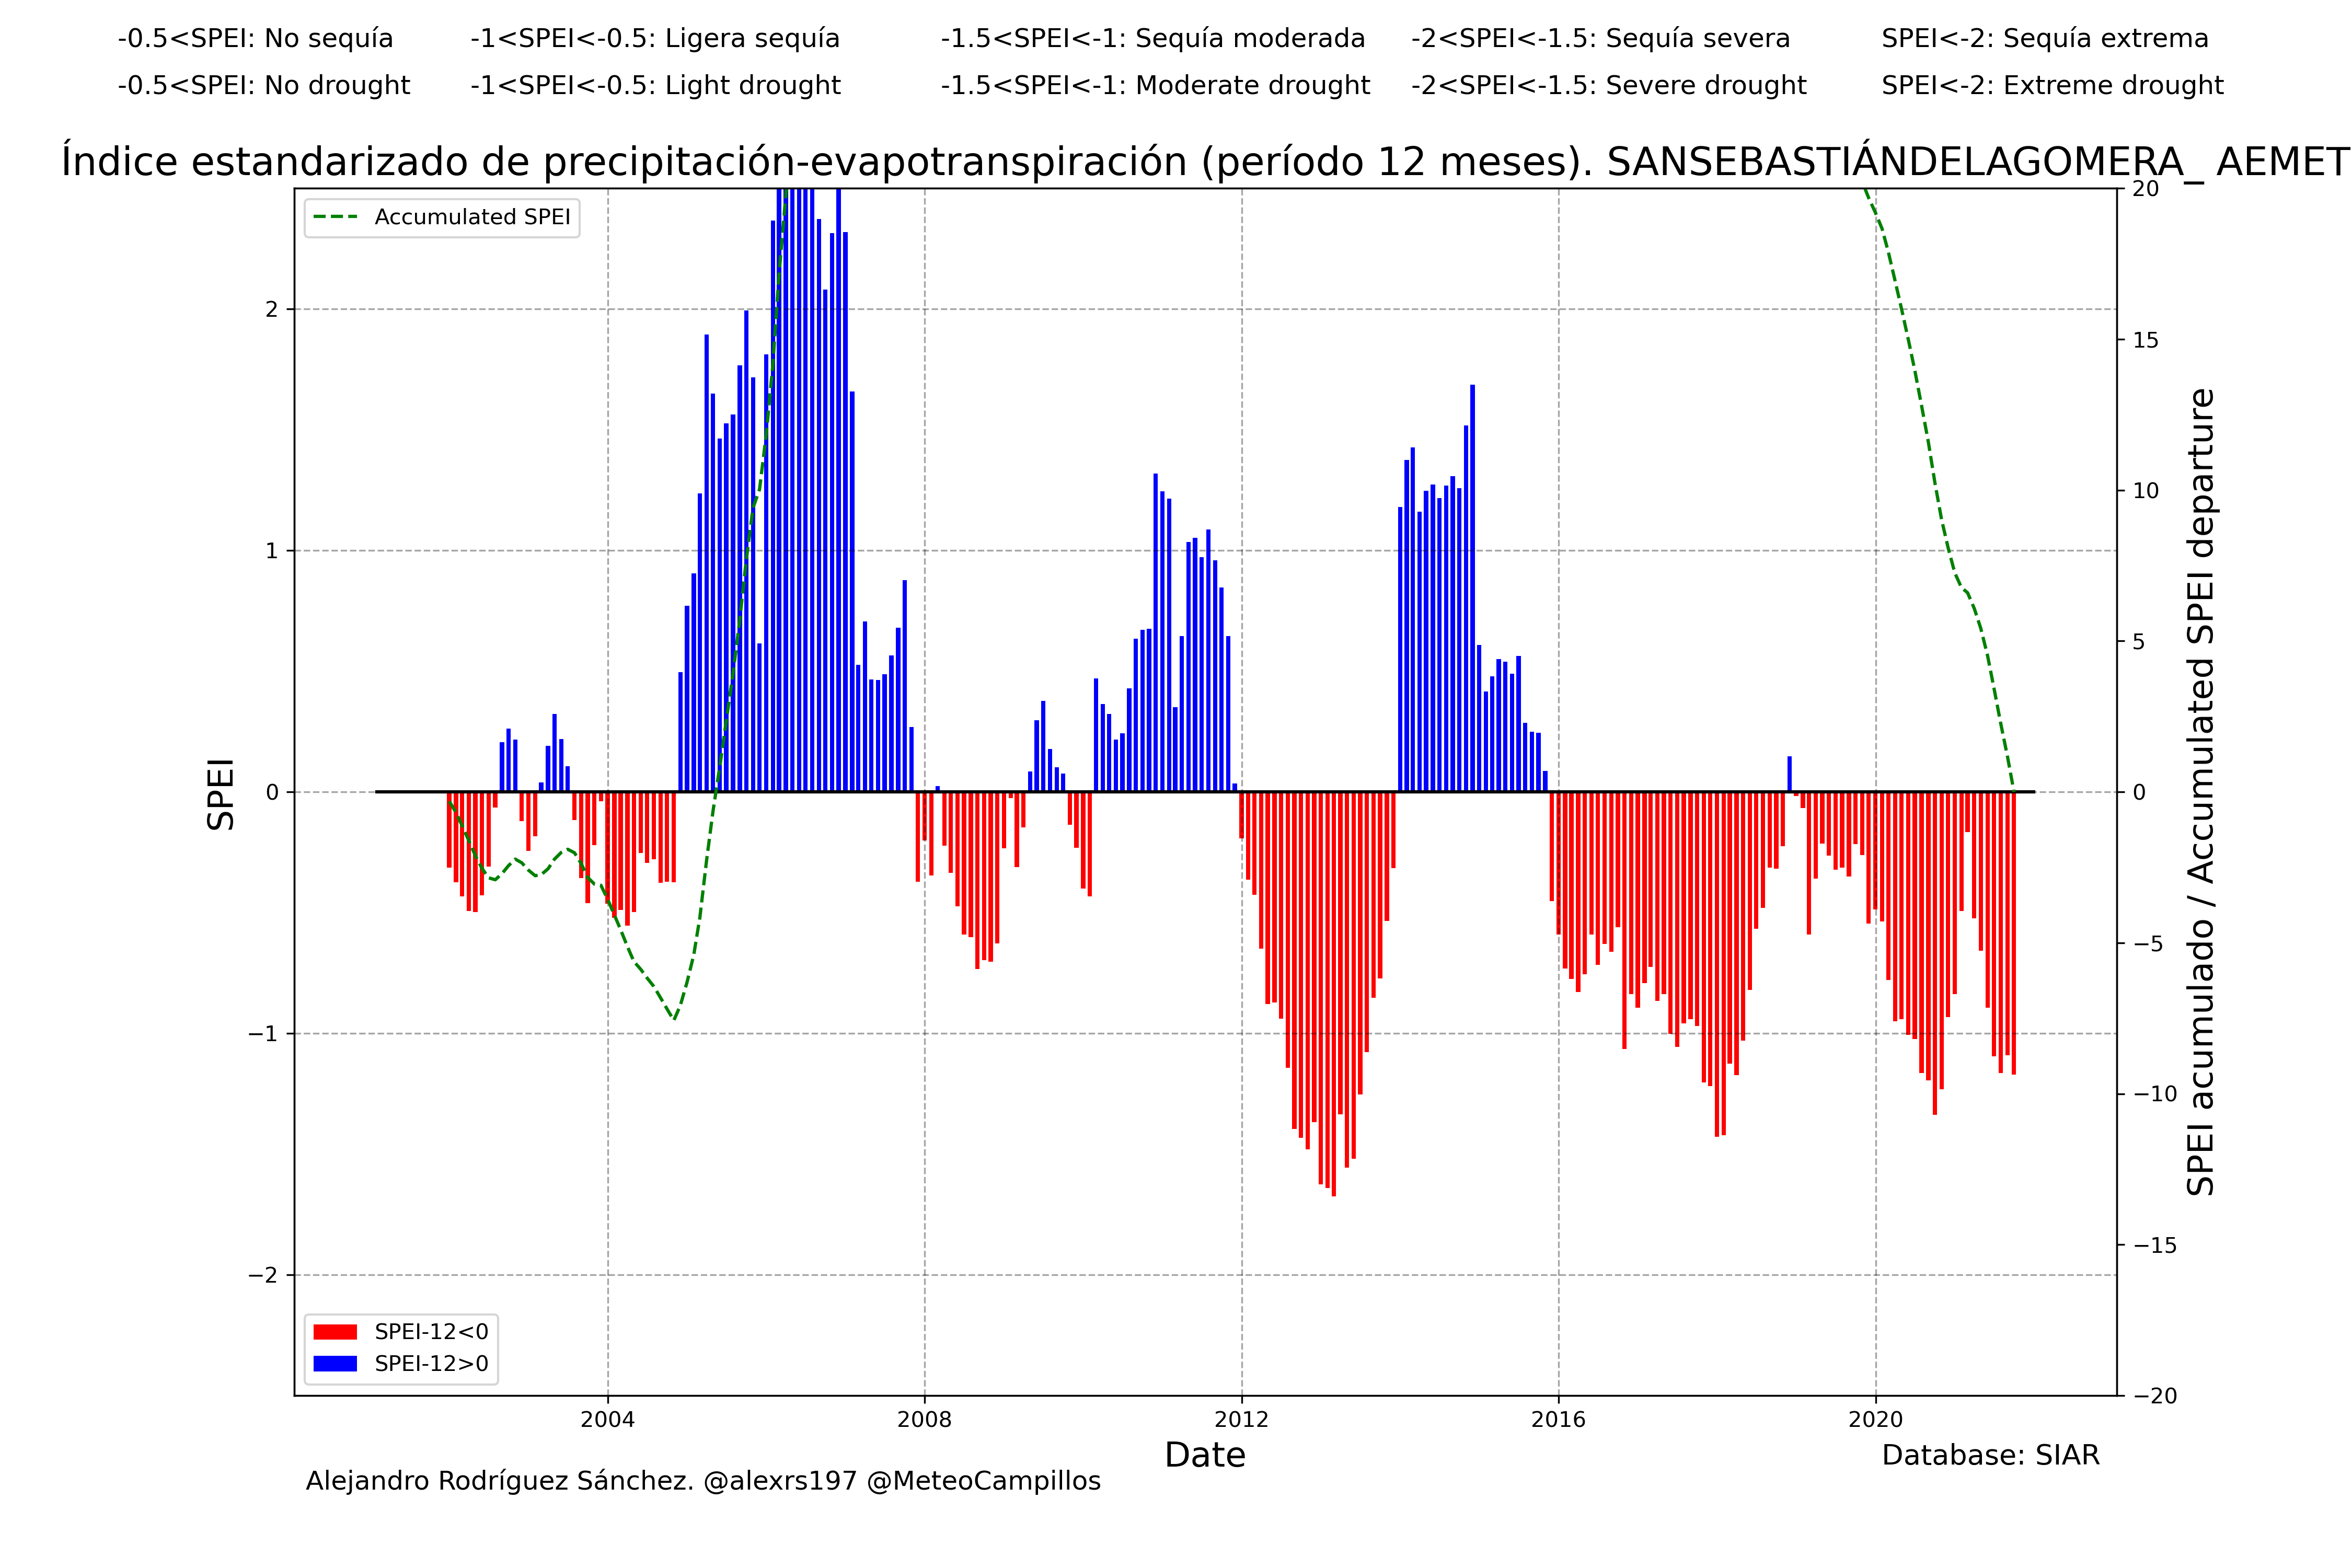 -0.5<SPEI: No sequía -1<SPEI<-0.5: Ligera sequía -1.5<SPEI<-1: Sequía moderada -2<SPEI<-1.5: Sequía severa SPEI<-2: Sequía extrema
-0.5<SPEI: No drought -1<SPEI<-0.5: Light drought -1.5<SPEI<-1: Moderate drought -2<SPEI<-1.5: Severe drought SPEI<-2: Extreme drought
Índice estandarizado de precipitación-evapotranspiración (período 12 meses). SANSEBASTIÁNDELAGOMERA_ AEMET
Accumulated SPEI
2
1
0
−1
−2
SPEI
20
15
10
5
0
−5
−10
−15
−20
SPEI acumulado / Accumulated SPEI departure
SPEI-12<0
SPEI-12>0
2004 2008 2012 2016 2020
Date
Database: SIAR
Alejandro Rodríguez Sánchez. @alexrs197 @MeteoCampillos